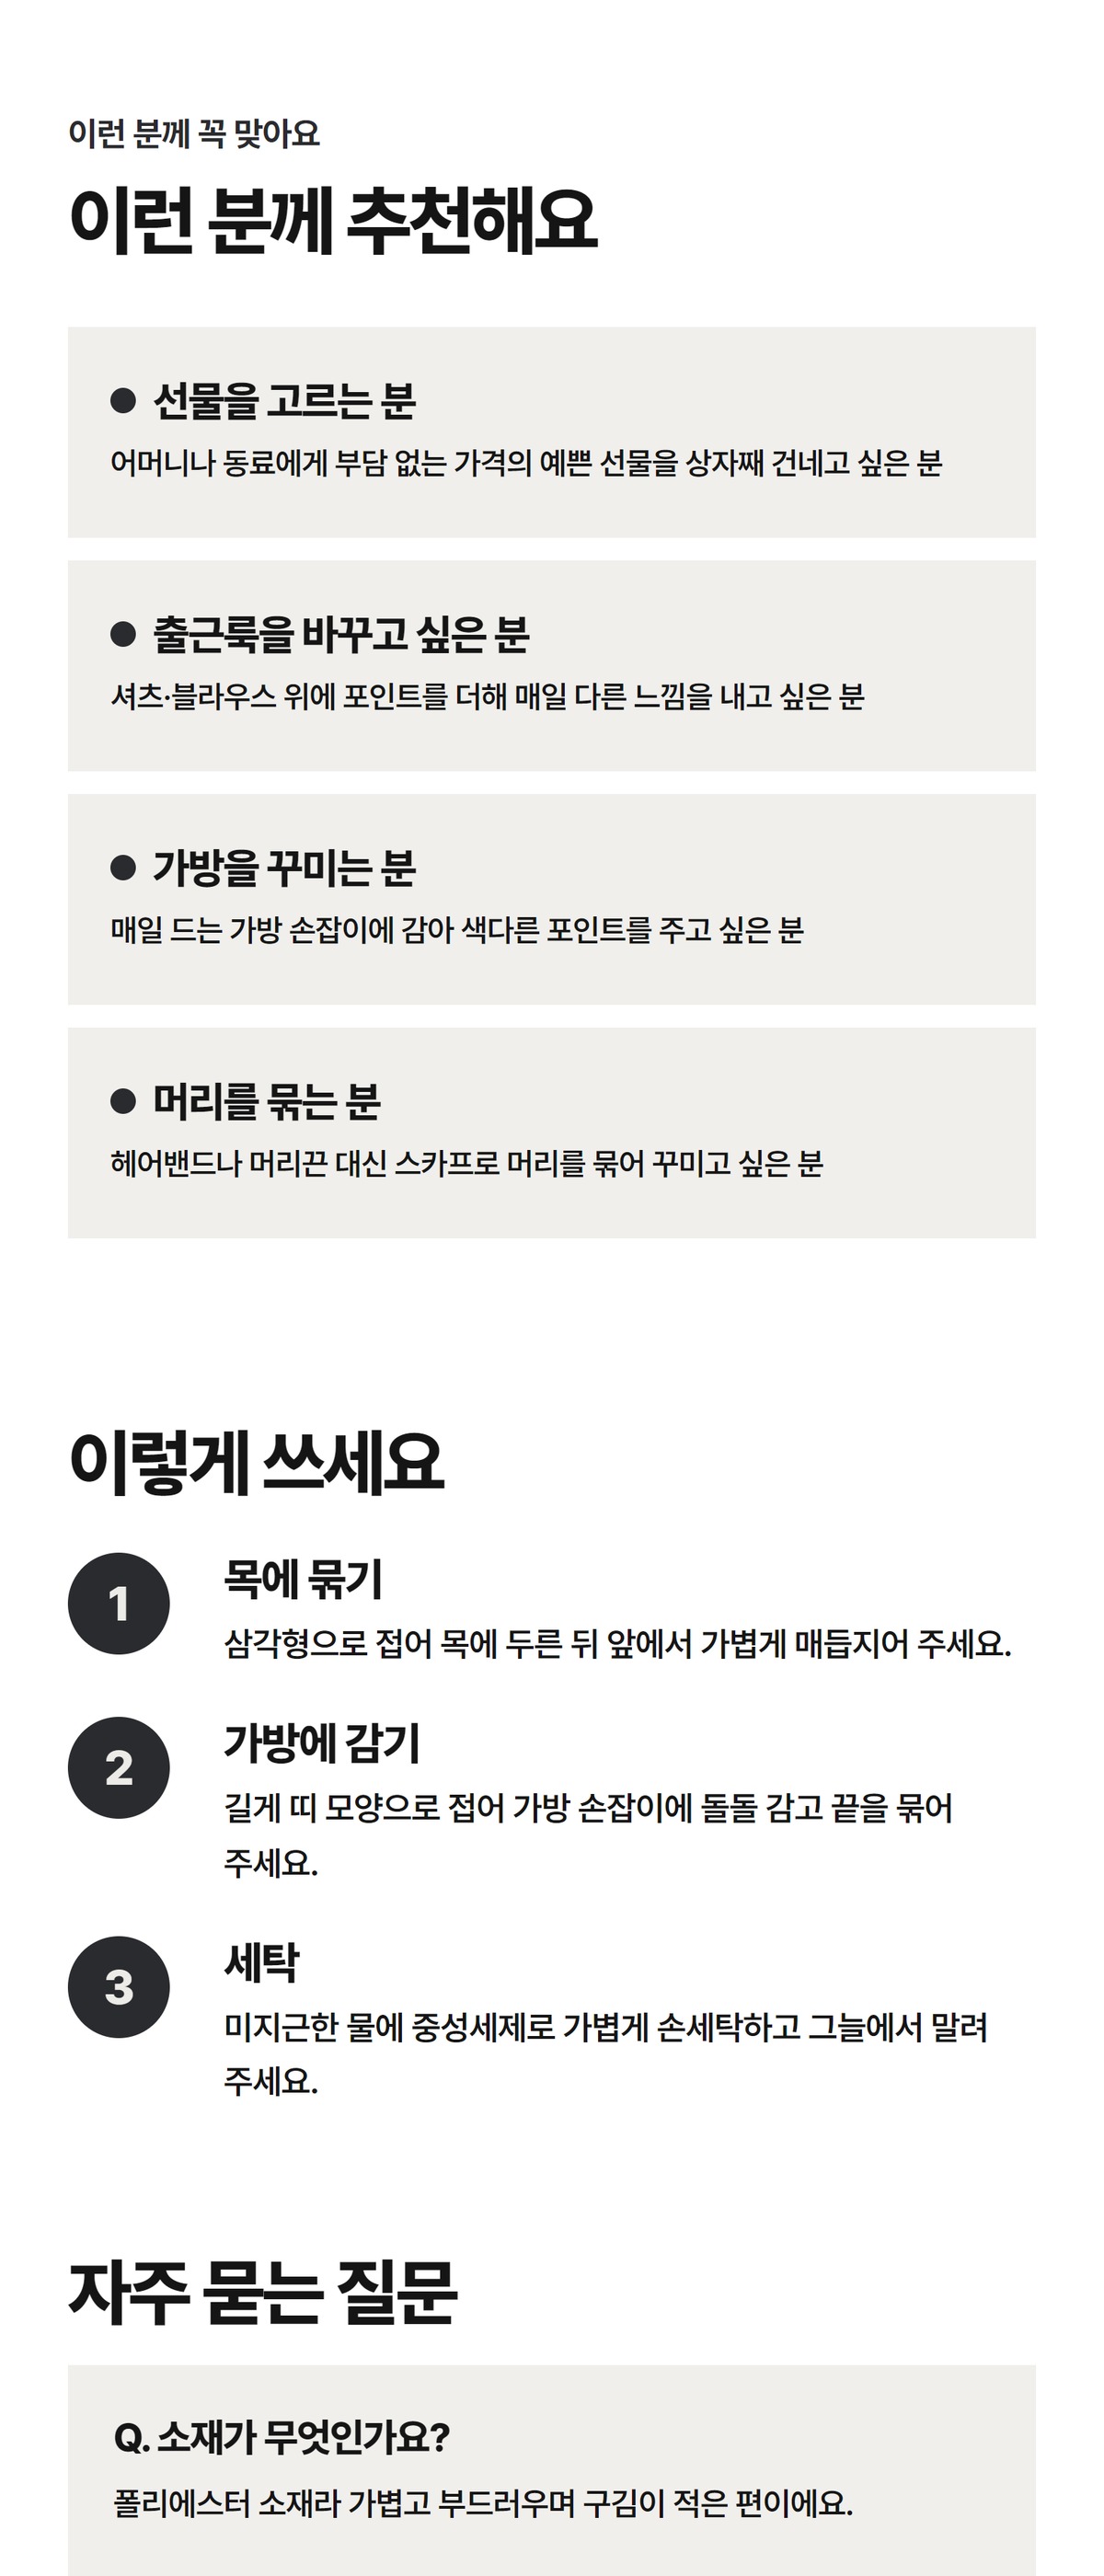 이런 분께 꼭 맞아요
이런 분께 추천해요
선물을 고르는 분
어머니나 동료에게 부담 없는 가격의 예쁜 선물을 상자째 건네고 싶은 분
출근룩을 바꾸고 싶은 분
셔츠·블라우스 위에 포인트를 더해 매일 다른 느낌을 내고 싶은 분
가방을 꾸미는 분
매일 드는 가방 손잡이에 감아 색다른 포인트를 주고 싶은 분
머리를 묶는 분
헤어밴드나 머리끈 대신 스카프로 머리를 묶어 꾸미고 싶은 분
이렇게 쓰세요
1
목에 묶기
삼각형으로 접어 목에 두른 뒤 앞에서 가볍게 매듭지어 주세요.
2
가방에 감기
길게 띠 모양으로 접어 가방 손잡이에 돌돌 감고 끝을 묶어
주세요.
3
세탁
미지근한 물에 중성세제로 가볍게 손세탁하고 그늘에서 말려
주세요.
자주 묻는 질문
Q. 소재가 무엇인가요?
폴리에스터 소재라 가볍고 부드러우며 구김이 적은 편이에요.